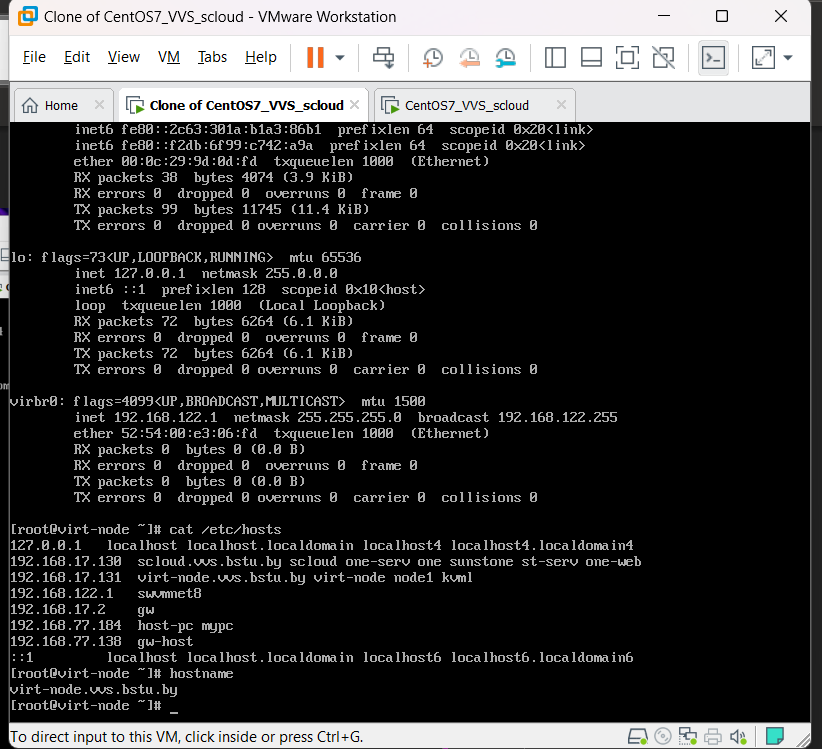 Clone of CentOS7_VVS_scloud - VMware Workstation
File Edit View VM Tabs Help
Home Clone of CentOS7_VVS_scloud CentOS7_VVS_scloud
inet6 fe80::2c63:301a:b1a3:86b1 prefixlen 64 scopeid 0x20<link>
inet6 fe80::f2db:6f99:c742:a9a prefixlen 64 scopeid 0x20<link>
ether 00:0c:29:9d:0d:fd txqueuelen 1000 (Ethernet)
RX packets 38 bytes 4074 (3.9 KiB)
RX errors 0 dropped 0 overruns 0 frame 0
TX packets 99 bytes 11745 (11.4 KiB)
TX errors 0 dropped 0 overruns 0 carrier 0 collisions 0
lo: flags=73<UP,LOOPBACK,RUNNING> mtu 65536
inet 127.0.0.1 netmask 255.0.0.0
inet6 ::1 prefixlen 128 scopeid 0x10<host>
loop txqueuelen 1000 (Local Loopback)
RX packets 72 bytes 6264 (6.1 KiB)
RX errors 0 dropped 0 overruns 0 frame 0
TX packets 72 bytes 6264 (6.1 KiB)
TX errors 0 dropped 0 overruns 0 carrier 0 collisions 0
virbr0: flags=4099<UP,BROADCAST,MULTICAST> mtu 1500
inet 192.168.122.1 netmask 255.255.255.0 broadcast 192.168.122.255
ether 52:54:00:e3:06:fd txqueuelen 1000 (Ethernet)
RX packets 0 bytes 0 (0.0 B)
RX errors 0 dropped 0 overruns 0 frame 0
TX packets 0 bytes 0 (0.0 B)
TX errors 0 dropped 0 overruns 0 carrier 0 collisions 0
[root@virt-node ~]# cat /etc/hosts
127.0.0.1 localhost localhost.localdomain localhost4 localhost4.localdomain4
192.168.17.130 scloud.vvs.bstu.by scloud one-serv one sunstone st-serv one-web
192.168.17.131 virt-node.vvs.bstu.by virt-node node1 kvm1
192.168.122.1 swvmnet8
192.168.17.2 gw
192.168.77.184 host-pc mypc
192.168.77.138 gw-host
::1 localhost localhost.localdomain localhost6 localhost6.localdomain6
[root@virt-node ~]# hostname
virt-node.vvs.bstu.by
[root@virt-node ~]# _
To direct input to this VM, click inside or press Ctrl+G.